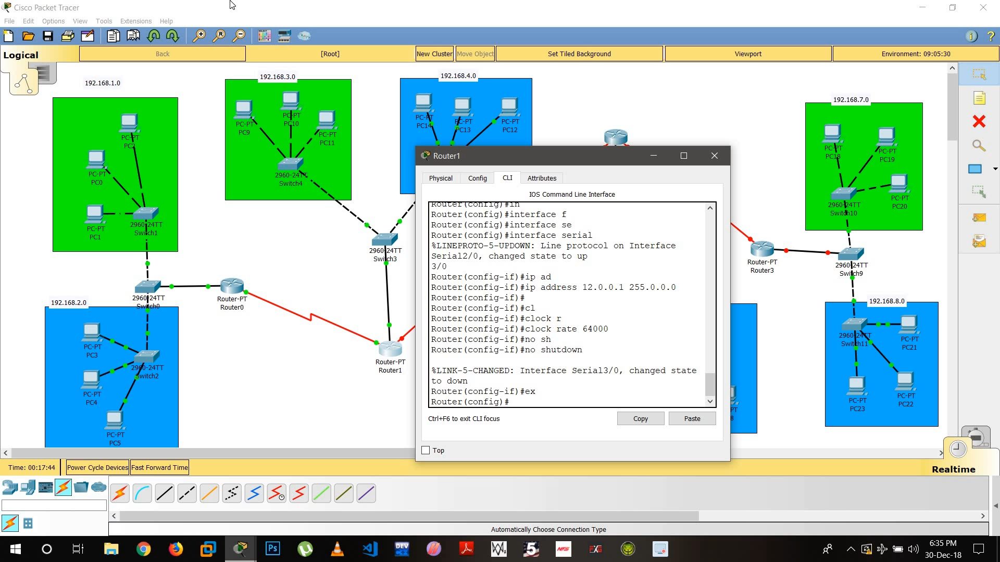 Cisco Packet Tracer
File Edit Options View Tools Extensions Help
Logical
Back
[Root]
New Cluster
Move Object
Set Tiled Background
Viewport
Environment: 09:05:30
192.168.1.0
PC-PT
PC2
PC-PT
PC0
PC-PT
PC1
2960-24TT
Switch1
192.168.3.0
PC-PT
PC9
PC-PT
PC10
PC-PT
PC11
2960-24TT
Switch4
192.168.4.0
PC-PT
PC14
PC-PT
PC13
PC-PT
PC12
192.168.7.0
PC-PT
PC18
PC-PT
PC19
PC-PT
PC20
2960-24TT
Switch10
2960-24TT
Switch3
2960-24TT
Switch0
Router-PT
Router0
Router-PT
Router1
Router-PT
Router3
2960-24TT
Switch9
192.168.2.0
PC-PT
PC3
PC-PT
PC4
PC-PT
PC5
2960-24TT
Switch2
192.168.8.0
2960-24TT
Switch11
PC-PT
PC21
PC-PT
PC22
PC-PT
PC23
PT
8
Router1
Physical
Config
CLI
Attributes
IOS Command Line Interface
Router(config)#in
Router(config)#interface f
Router(config)#interface se
Router(config)#interface serial
%LINEPROTO-5-UPDOWN: Line protocol on Interface
Serial2/0, changed state to up
3/0
Router(config-if)#ip ad
Router(config-if)#ip address 12.0.0.1 255.0.0.0
Router(config-if)#
Router(config-if)#cl
Router(config-if)#clock r
Router(config-if)#clock rate 64000
Router(config-if)#no sh
Router(config-if)#no shutdown
%LINK-5-CHANGED: Interface Serial3/0, changed state
to down
Router(config-if)#ex
Router(config)#
Ctrl+F6 to exit CLI focus
Copy
Paste
Top
Time: 00:17:44
Power Cycle Devices
Fast Forward Time
Realtime
Automatically Choose Connection Type
Ps
DEV
NFS
6:35 PM
30-Dec-18